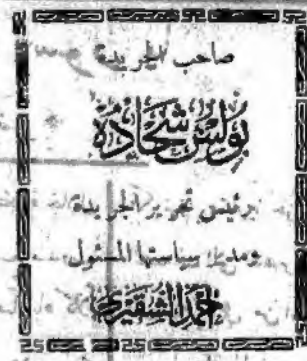 صاحب الجريدة
بولس شحادة
رئيس تحرير الجريدة
ومدير سياستها المسئول
احمد الشقيري